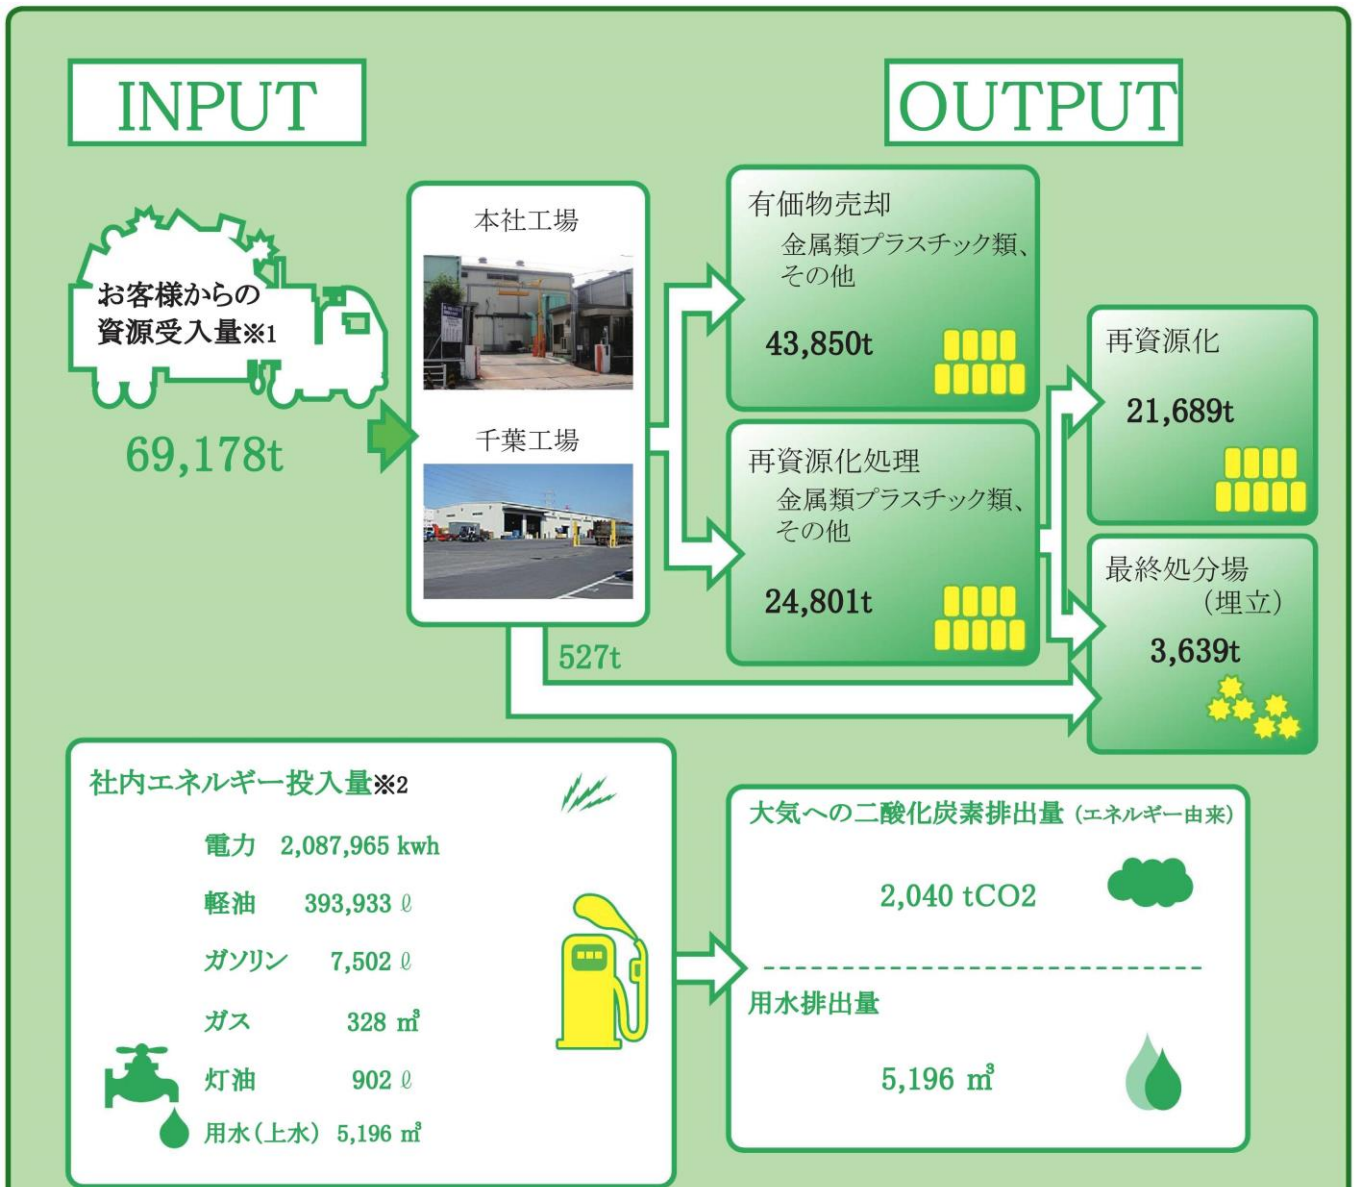 INPUT
OUTPUT
お客様からの
資源受入量※1
69,178t
本社工場
千葉工場
有価物売却
金属類プラスチック類、
その他
43,850t
再資源化処理
金属類プラスチック類、
その他
24,801t
再資源化
21,689t
最終処分場
（埋立）
3,639t
527t
社内エネルギー投入量※2
電力 2,087,965 kwh
軽油 393,933 ℓ
ガソリン 7,502 ℓ
ガス 328 ㎥
灯油 902 ℓ
用水（上水） 5,196 ㎥
大気への二酸化炭素排出量（エネルギー由来）
2,040 tCO2
用水排出量
5,196 ㎥